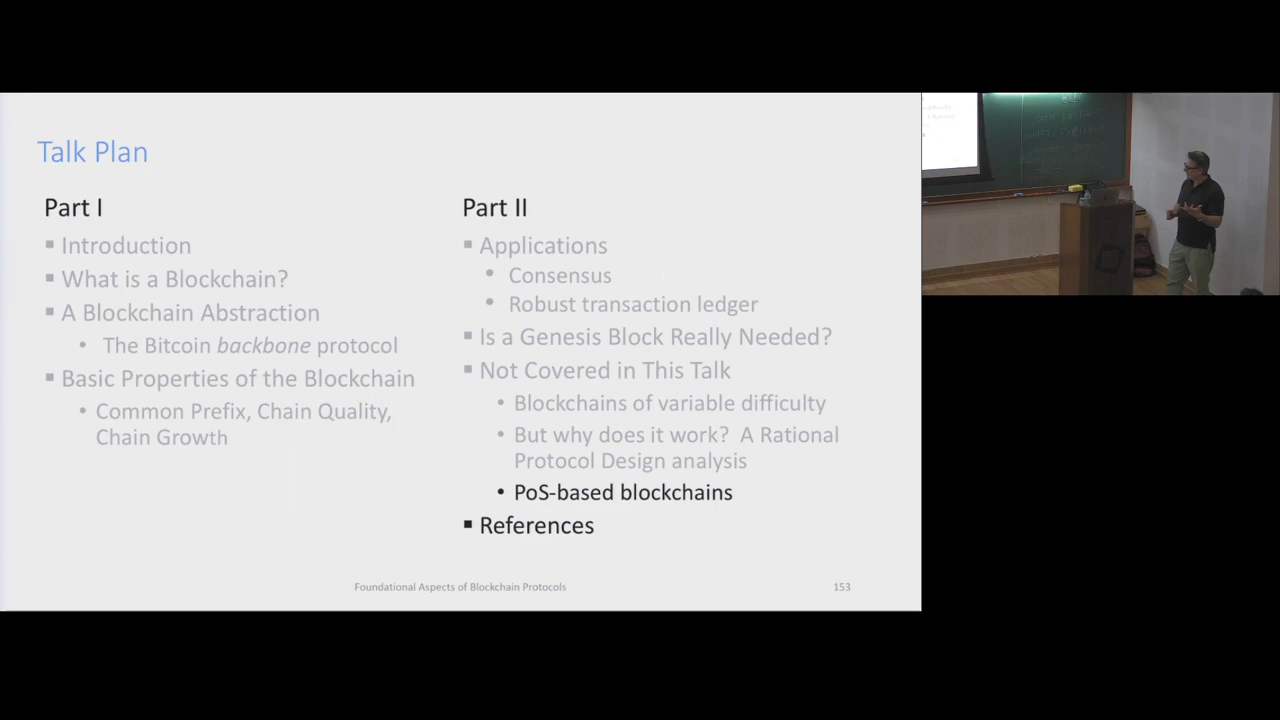 Talk Plan
Part I
▪ Introduction
▪ What is a Blockchain?
▪ A Blockchain Abstraction
• The Bitcoin backbone protocol
▪ Basic Properties of the Blockchain
• Common Prefix, Chain Quality,
Chain Growth
Part II
▪ Applications
• Consensus
• Robust transaction ledger
▪ Is a Genesis Block Really Needed?
▪ Not Covered in This Talk
• Blockchains of variable difficulty
• But why does it work? A Rational
Protocol Design analysis
• PoS-based blockchains
▪ References
Foundational Aspects of Blockchain Protocols
153